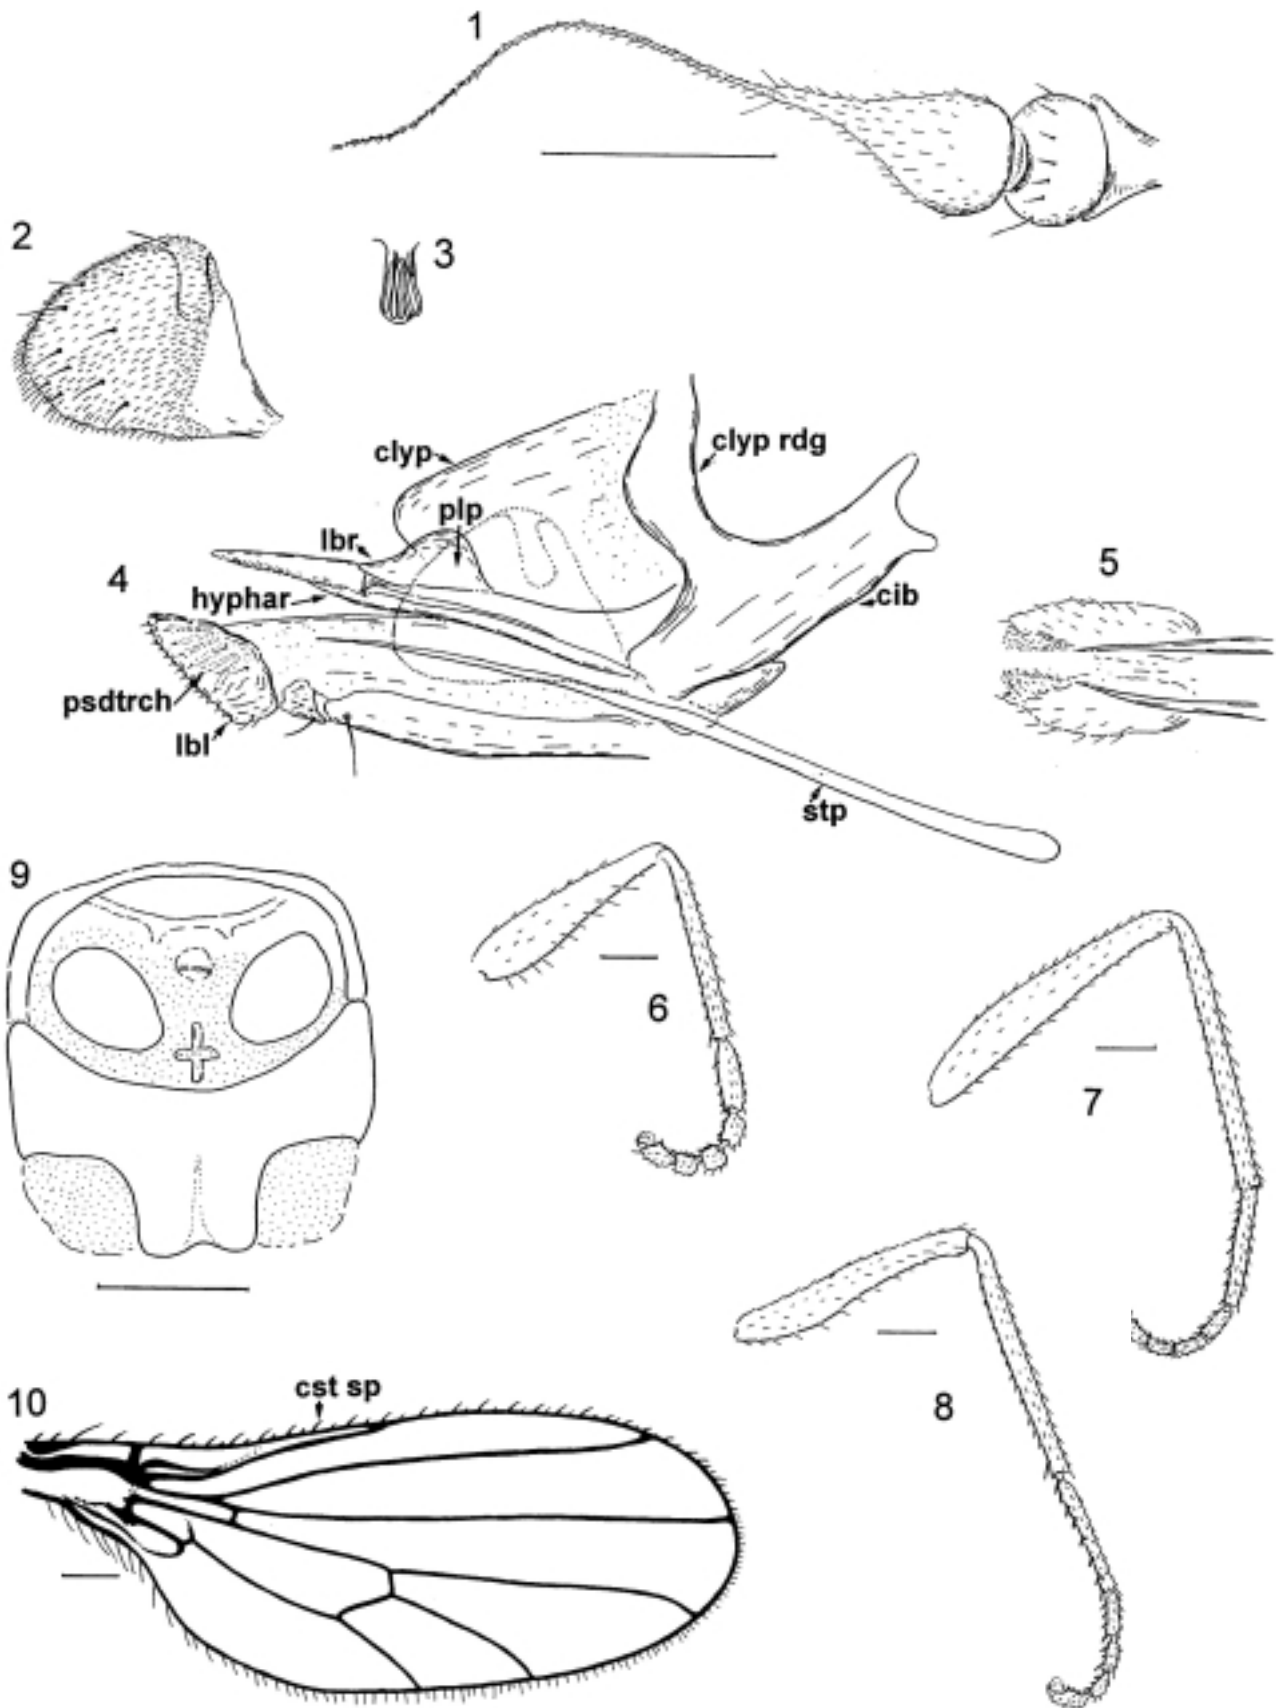 1
2
3
clyp
clyp rdg
plp
lbr
4
5
hyphar
cib
psdtrch
lbl
stp
9
6
7
10
cst sp
8